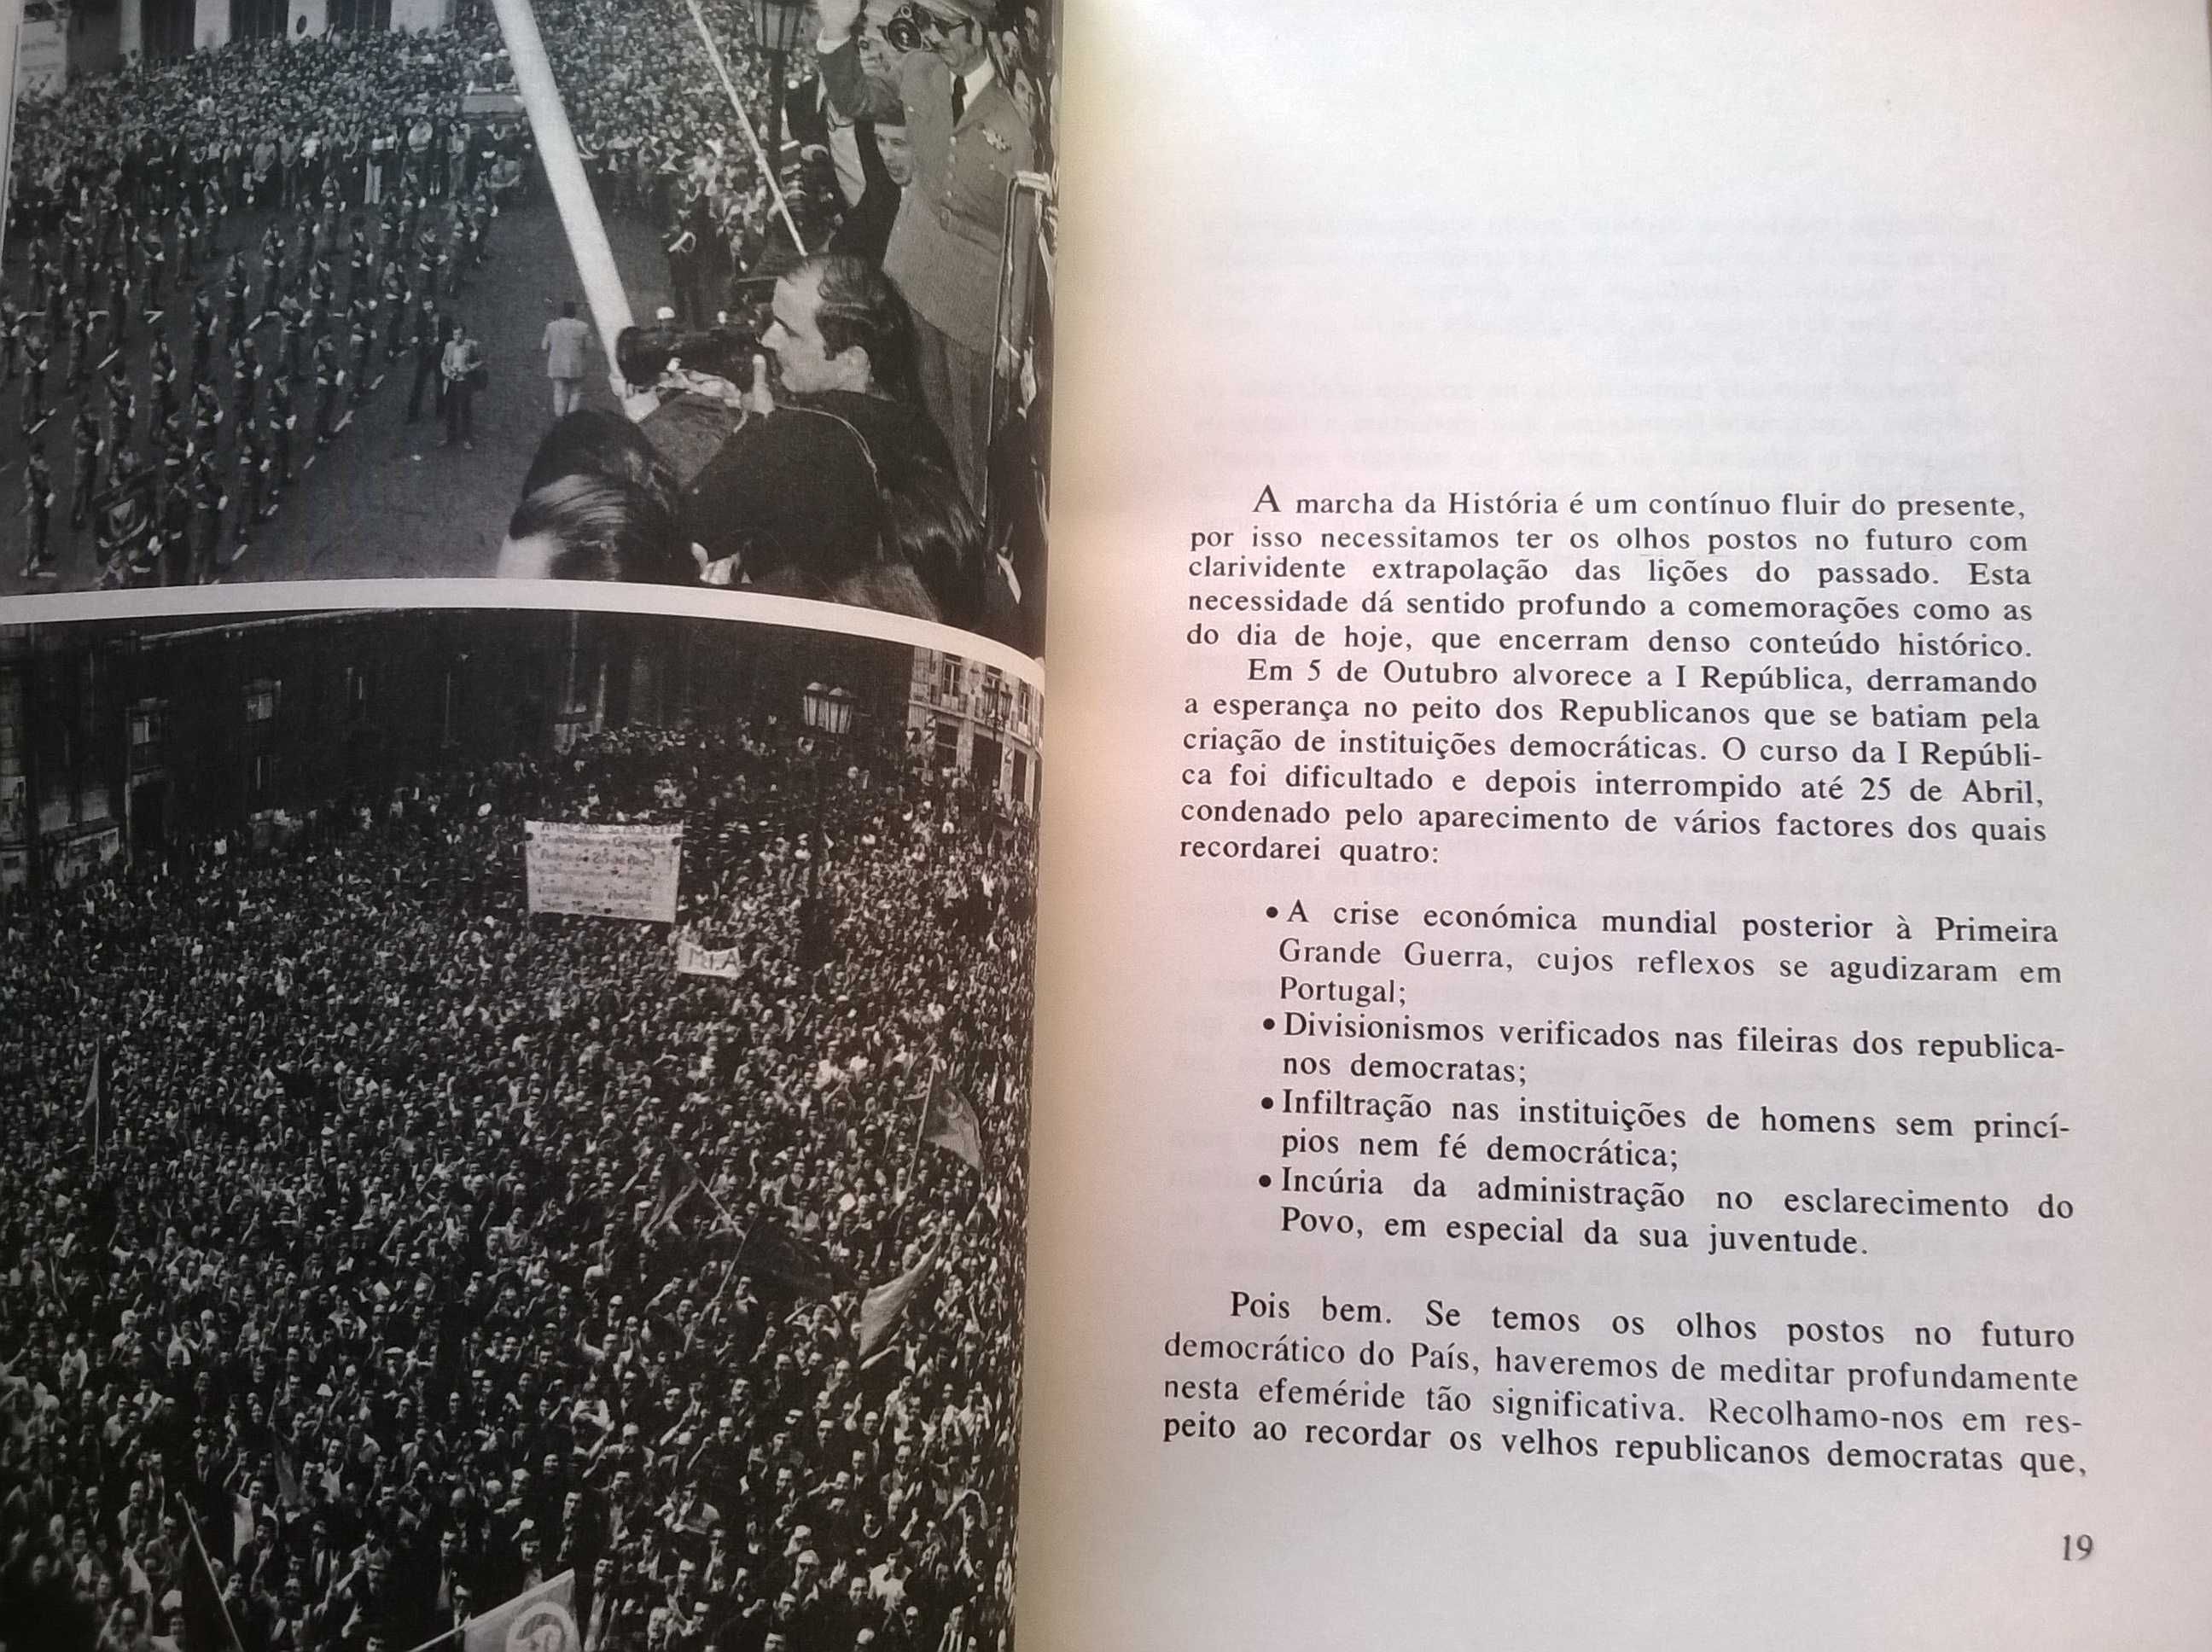 25 de Abril
M.F.A
A marcha da História é um contínuo fluir do presente,
por isso necessitamos ter os olhos postos no futuro com
clarividente extrapolação das lições do passado. Esta
necessidade dá sentido profundo a comemorações como as
do dia de hoje, que encerram denso conteúdo histórico.
Em 5 de Outubro alvorece a I República, derramando
a esperança no peito dos Republicanos que se batiam pela
criação de instituições democráticas. O curso da I Repúbli-
ca foi dificultado e depois interrompido até 25 de Abril,
condenado pelo aparecimento de vários factores dos quais
recordarei quatro:
• A crise económica mundial posterior à Primeira
Grande Guerra, cujos reflexos se agudizaram em
Portugal;
• Divisionismos verificados nas fileiras dos republica-
nos democratas;
• Infiltração nas instituições de homens sem princí-
pios nem fé democrática;
• Incúria da administração no esclarecimento do
Povo, em especial da sua juventude.
Pois bem. Se temos os olhos postos no futuro
democrático do País, haveremos de meditar profundamente
nesta efeméride tão significativa. Recolhamo-nos em res-
peito ao recordar os velhos republicanos democratas que,
19